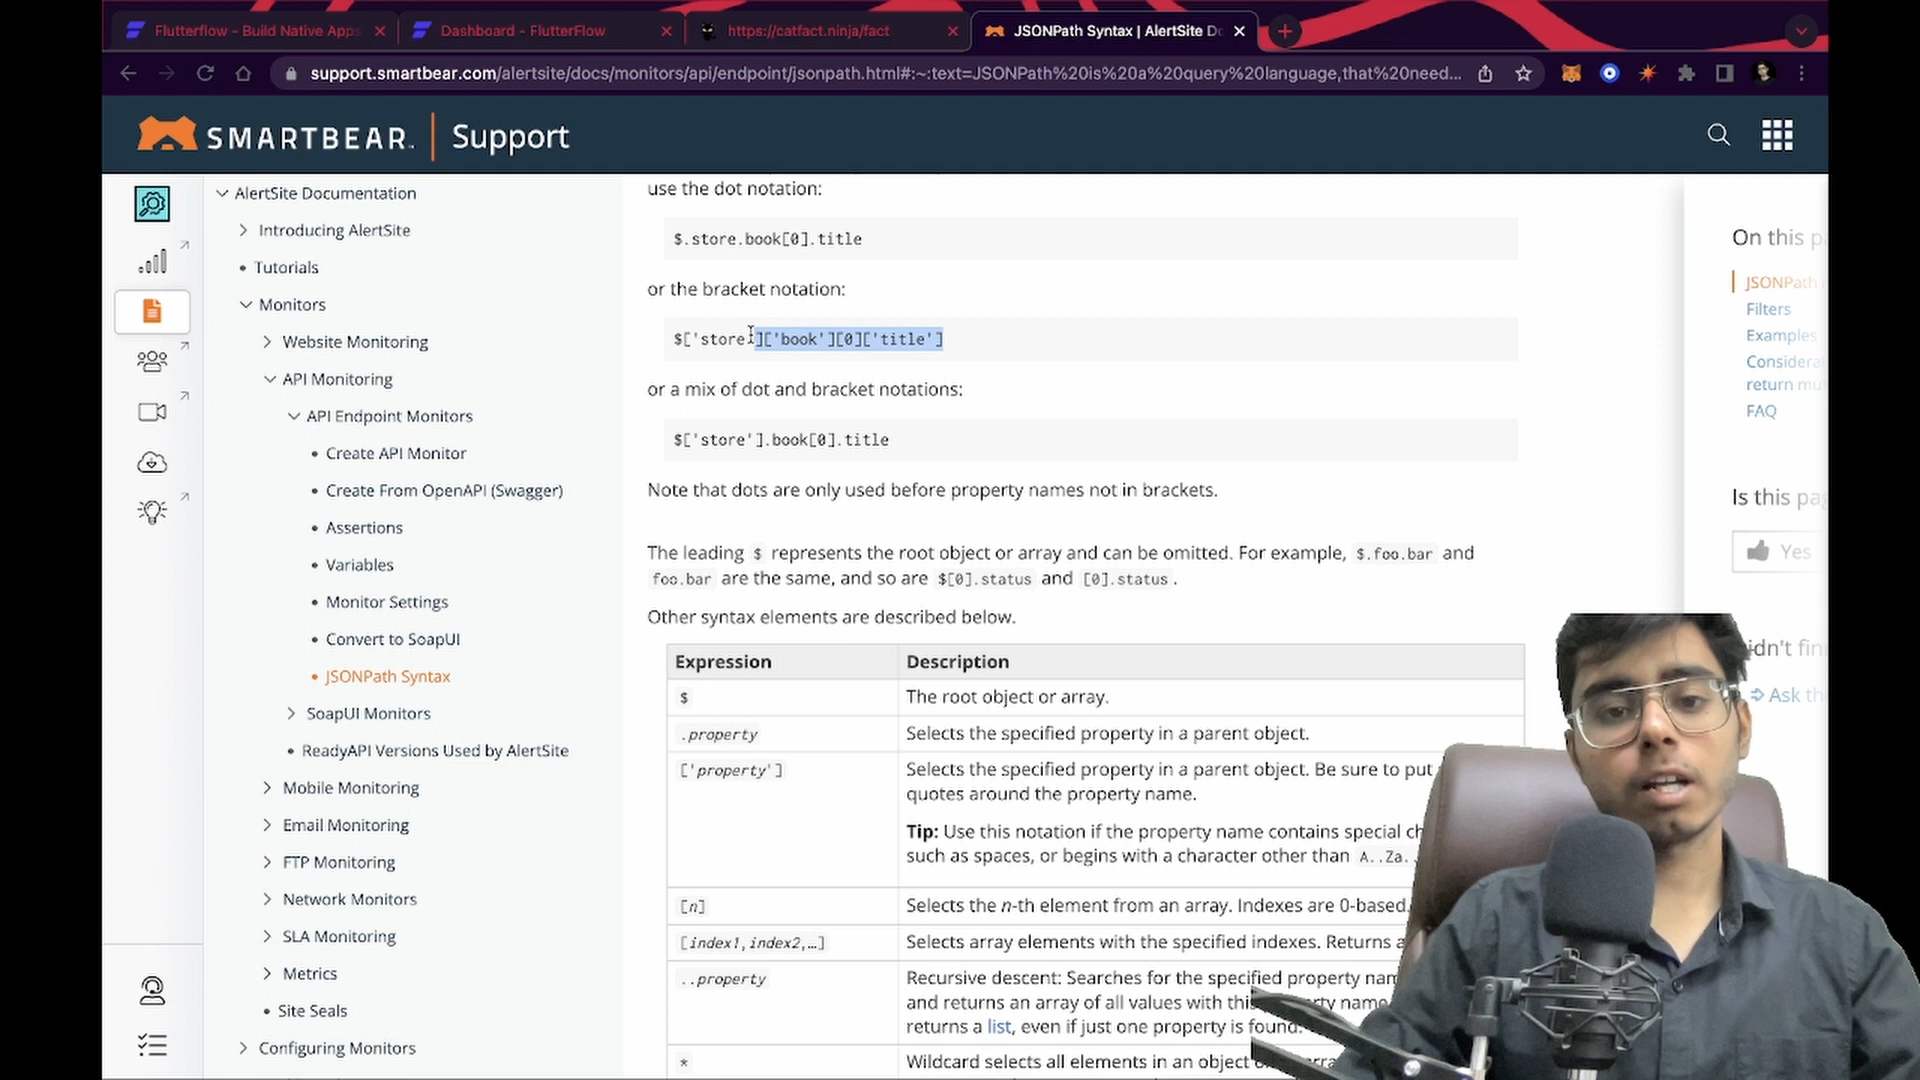 Flutterflow - Build Native Apps
Dashboard - FlutterFlow
https://catfact.ninja/fact
JSONPath Syntax | AlertSite Do
support.smartbear.com/alertsite/docs/monitors/api/endpoint/jsonpath.html#:~:text=JSONPath%20is%20a%20query%20language,that%20need...
SMARTBEAR
Support
AlertSite Documentation
Introducing AlertSite
Tutorials
Monitors
Website Monitoring
API Monitoring
API Endpoint Monitors
Create API Monitor
Create From OpenAPI (Swagger)
Assertions
Variables
Monitor Settings
Convert to SoapUI
JSONPath Syntax
SoapUI Monitors
ReadyAPI Versions Used by AlertSite
Mobile Monitoring
Email Monitoring
FTP Monitoring
Network Monitors
SLA Monitoring
Metrics
Site Seals
Configuring Monitors
use the dot notation:
$.store.book[0].title
or the bracket notation:
$['store']['book'][0]['title']
or a mix of dot and bracket notations:
$['store'].book[0].title
Note that dots are only used before property names not in brackets.
The leading $ represents the root object or array and can be omitted. For example, $.foo.bar and
foo.bar are the same, and so are $[0].status and [0].status.
Other syntax elements are described below.
Expression Description
$ The root object or array.
.property Selects the specified property in a parent object.
['property'] Selects the specified property in a parent object. Be sure to put
quotes around the property name.
Tip: Use this notation if the property name contains special ch
such as spaces, or begins with a character other than A..Za..
[n] Selects the n-th element from an array. Indexes are 0-based.
[index1,index2,…] Selects array elements with the specified indexes. Returns a
..property Recursive descent: Searches for the specified property nam
and returns an array of all values with this property name
returns a list, even if just one property is found.
* Wildcard selects all elements in an object o
On this p
JSONPath
Filters
Examples
Considerat
return mul
FAQ
Is this pag
Yes
idn't fin
Ask th